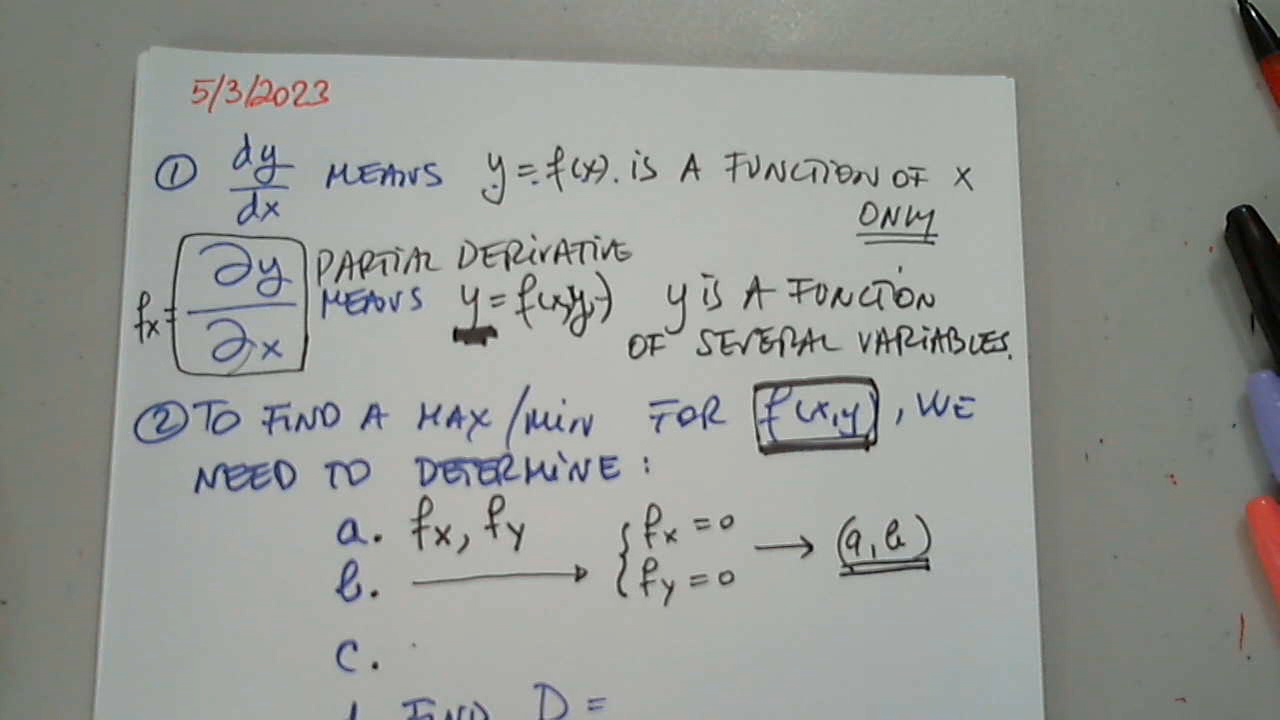 5/3/2023
① dy/dx MEANS y = f(x). is A FUNCTION OF x
ONLY
fx = ∂y/∂x PARTIAL DERIVATIVE
MEANS y = f(x,y,) y is A FUNCTION
OF SEVERAL VARIABLES.
② TO FIND A MAX/min FOR f(x,y), WE
NEED TO DETERMINE:
a. fx, fy { fx = 0 → (a, b)
b. → { fy = 0
c.
d. FIND D =